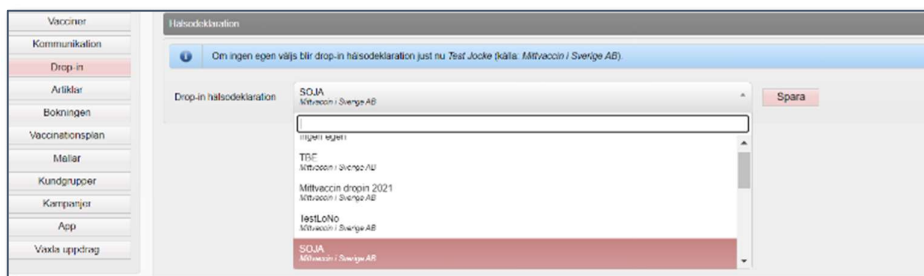 Vacciner
Kommunikation
Drop-in
Artiklar
Bokningen
Vaccinationsplan
Mallar
Kundgrupper
Kampanjer
App
Växla uppdrag
Hälsodeklaration
Om ingen egen väljs blir drop-in hälsodeklaration just nu Test Jocke (källa: Mittvaccin i Sverige AB).
Drop-in hälsodeklaration
SOJA
Mittvaccin i Sverige AB
Spara
Ingen egen
TBE
Mittvaccin i Sverige AB
Mittvaccin dropin 2021
Mittvaccin i Sverige AB
TestLoNo
Mittvaccin i Sverige AB
SOJA
Mittvaccin i Sverige AB